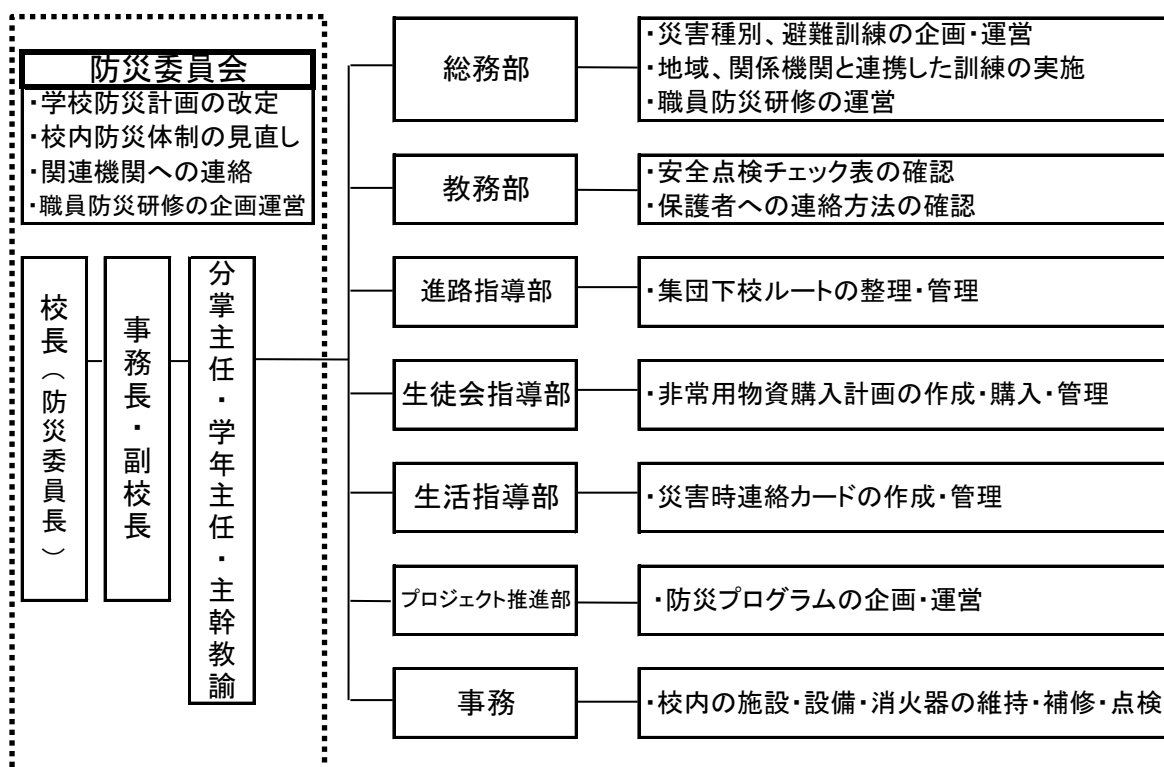 防災委員会
・学校防災計画の改定
・校内防災体制の見直し
・関連機関への連絡
・職員防災研修の企画運営
校長（防災委員長）
事務長・副校長
分掌主任・学年主任・主幹教諭
総務部
・災害種別、避難訓練の企画・運営
・地域、関係機関と連携した訓練の実施
・職員防災研修の運営
教務部
・安全点検チェック表の確認
・保護者への連絡方法の確認
進路指導部
・集団下校ルートの整理・管理
生徒会指導部
・非常用物資購入計画の作成・購入・管理
生活指導部
・災害時連絡カードの作成・管理
プロジェクト推進部
・防災プログラムの企画・運営
事務
・校内の施設・設備・消火器の維持・補修・点検